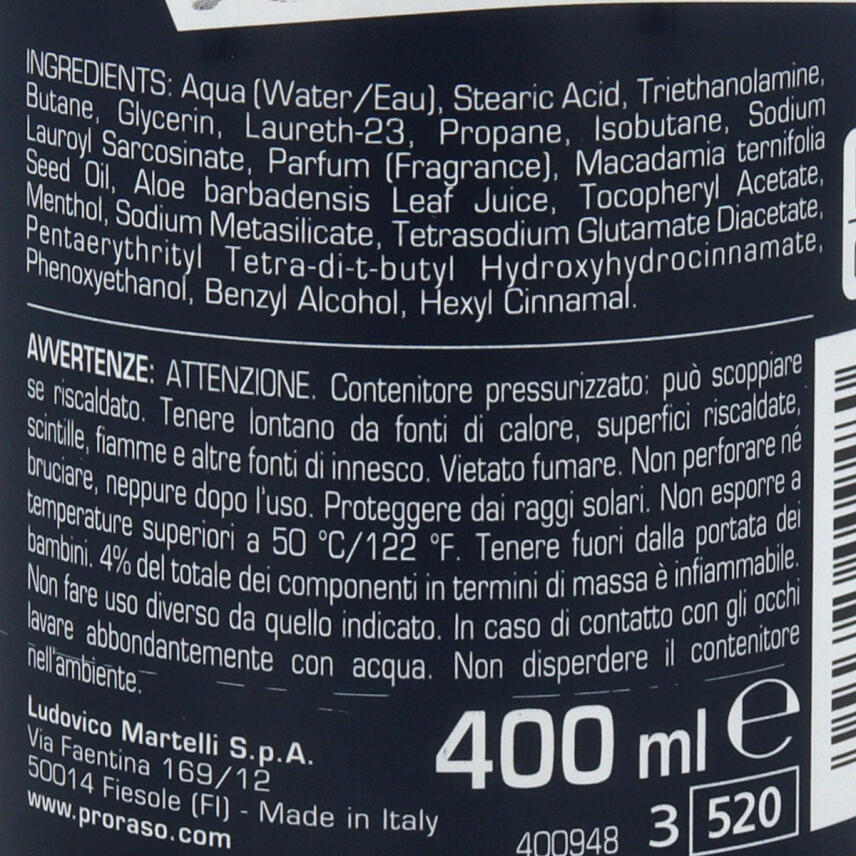 INGREDIENTS: Aqua (Water/Eau), Stearic Acid, Triethanolamine,
Butane, Glycerin, Laureth-23, Propane, Isobutane, Sodium
Lauroyl Sarcosinate, Parfum (Fragrance), Macadamia ternifolia
Seed Oil, Aloe barbadensis Leaf Juice, Tocopheryl Acetate,
Menthol, Sodium Metasilicate, Tetrasodium Glutamate Diacetate,
Pentaerythrityl Tetra-di-t-butyl Hydroxyhydrocinnamate,
Phenoxyethanol, Benzyl Alcohol, Hexyl Cinnamal.
AVVERTENZE: ATTENZIONE. Contenitore pressurizzato: può scoppiare
se riscaldato. Tenere lontano da fonti di calore, superfici riscaldate,
scintille, fiamme e altre fonti di innesco. Vietato fumare. Non perforare né
bruciare, neppure dopo l'uso. Proteggere dai raggi solari. Non esporre a
temperature superiori a 50 °C/122 °F. Tenere fuori dalla portata dei
bambini. 4% del totale dei componenti in termini di massa è infiammabile.
Non fare uso diverso da quello indicato. In caso di contatto con gli occhi
lavare abbondantemente con acqua. Non disperdere il contenitore
nell'ambiente.
Ludovico Martelli S.p.A.
Via Faentina 169/12
50014 Fiesole (FI) - Made in Italy
www.proraso.com
400 ml e
400948 3 520